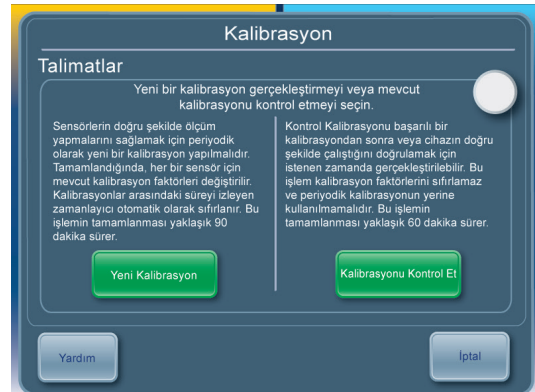 Kalibrasyon
Talimatlar
Yeni bir kalibrasyon gerçekleştirmeyi veya mevcut
kalibrasyonu kontrol etmeyi seçin.
Sensörlerin doğru şekilde ölçüm
yapmalarını sağlamak için periyodik
olarak yeni bir kalibrasyon yapılmalıdır.
Tamamlandığında, her bir sensör için
mevcut kalibrasyon faktörleri değiştirilir.
Kalibrasyonlar arasındaki süreyi izleyen
zamanlayıcı otomatik olarak sıfırlanır. Bu
işlemin tamamlanması yaklaşık 90
dakika sürer.
Yeni Kalibrasyon
Kontrol Kalibrasyonu başarılı bir
kalibrasyondan sonra veya cihazın doğru
şekilde çalıştığını doğrulamak için
istenen zamanda gerçekleştirilebilir. Bu
işlem kalibrasyon faktörlerini sıfırlamaz
ve periyodik kalibrasyonun yerine
kullanılmamalıdır. Bu işlemin
tamamlanması yaklaşık 60 dakika sürer.
Kalibrasyonu Kontrol Et
Yardım
İptal